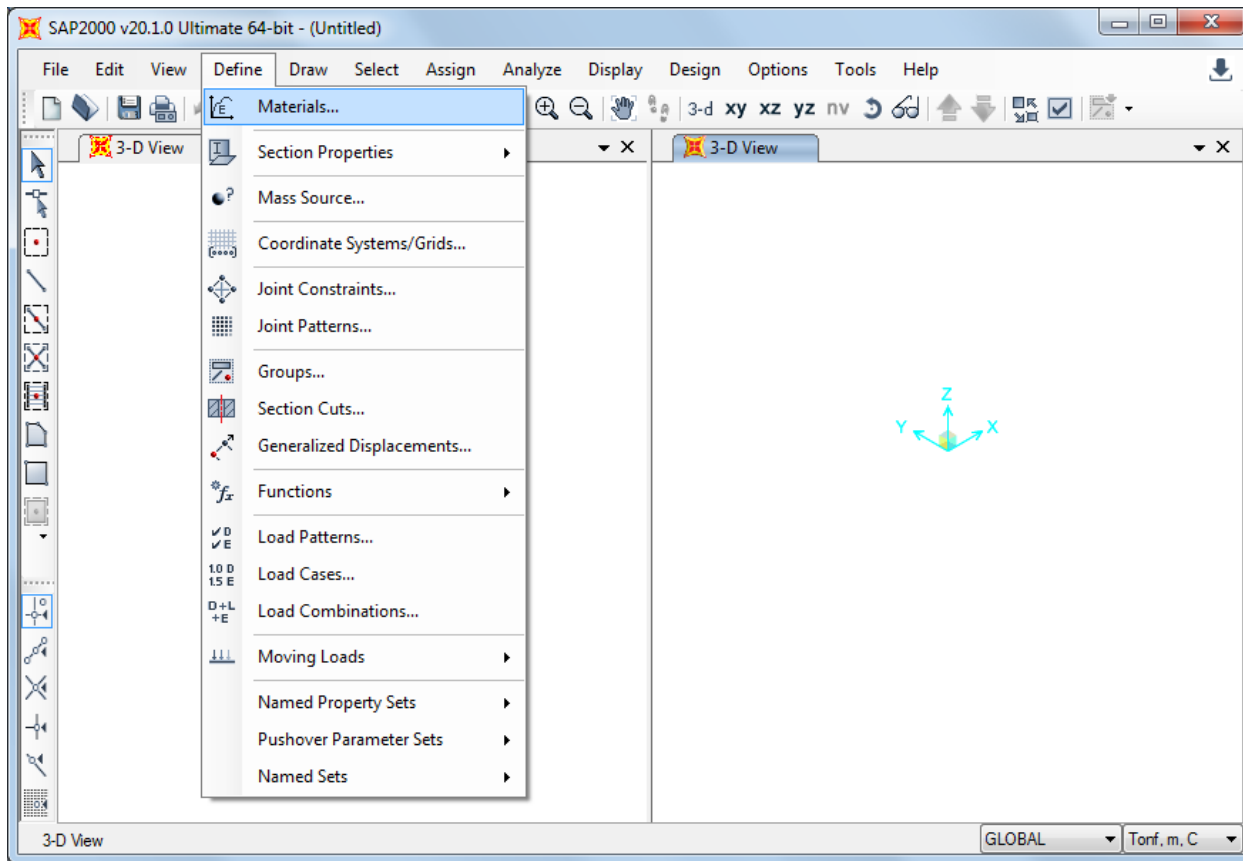 SAP2000 v20.1.0 Ultimate 64-bit - (Untitled)
File Edit View Define Draw Select Assign Analyze Display Design Options Tools Help
3-d xy xz yz nv
Materials...
3-D View
3-D View
Section Properties
Mass Source...
Coordinate Systems/Grids...
Joint Constraints...
Joint Patterns...
Groups...
Section Cuts...
Generalized Displacements...
Functions
Load Patterns...
Load Cases...
Load Combinations...
Moving Loads
Named Property Sets
Pushover Parameter Sets
Named Sets
Z
Y X
3-D View
GLOBAL
Tonf, m, C